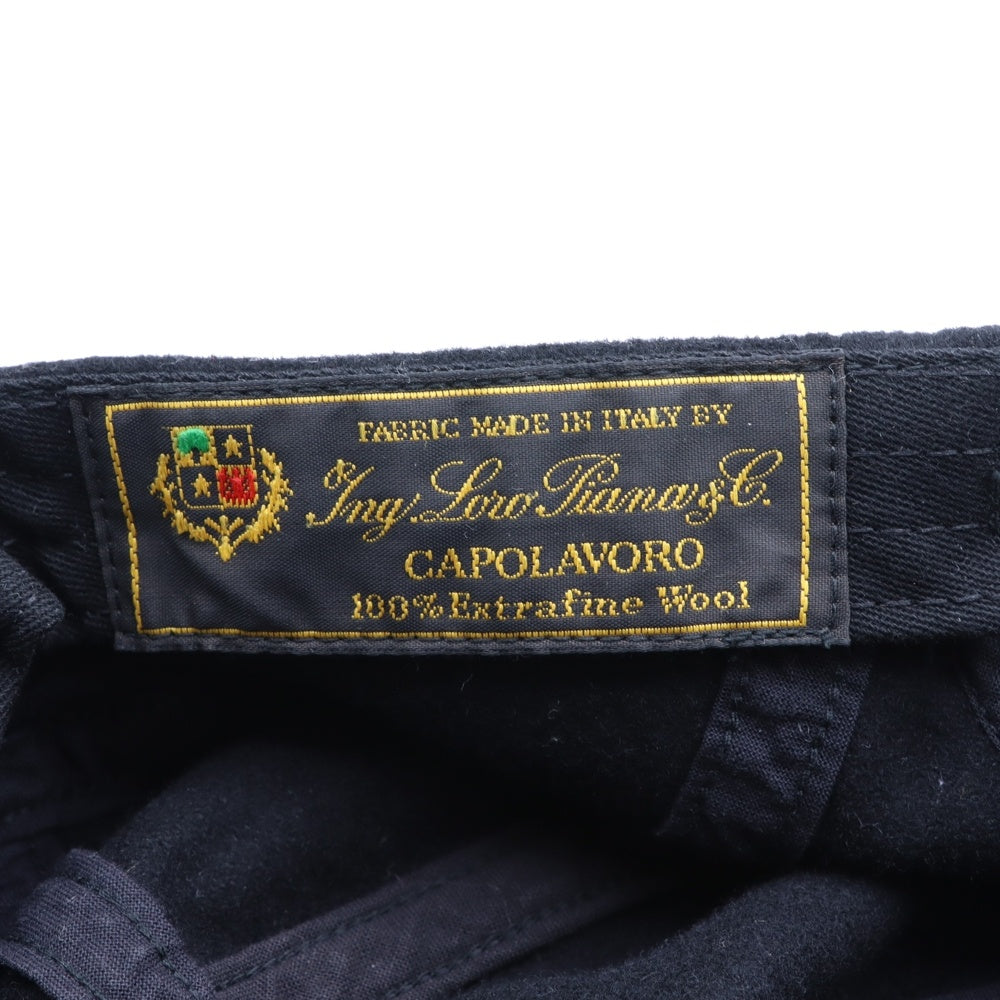 FABRIC MADE IN ITALY BY
Ing. Loro Piana & C.
CAPOLAVORO
100% Extrafine Wool